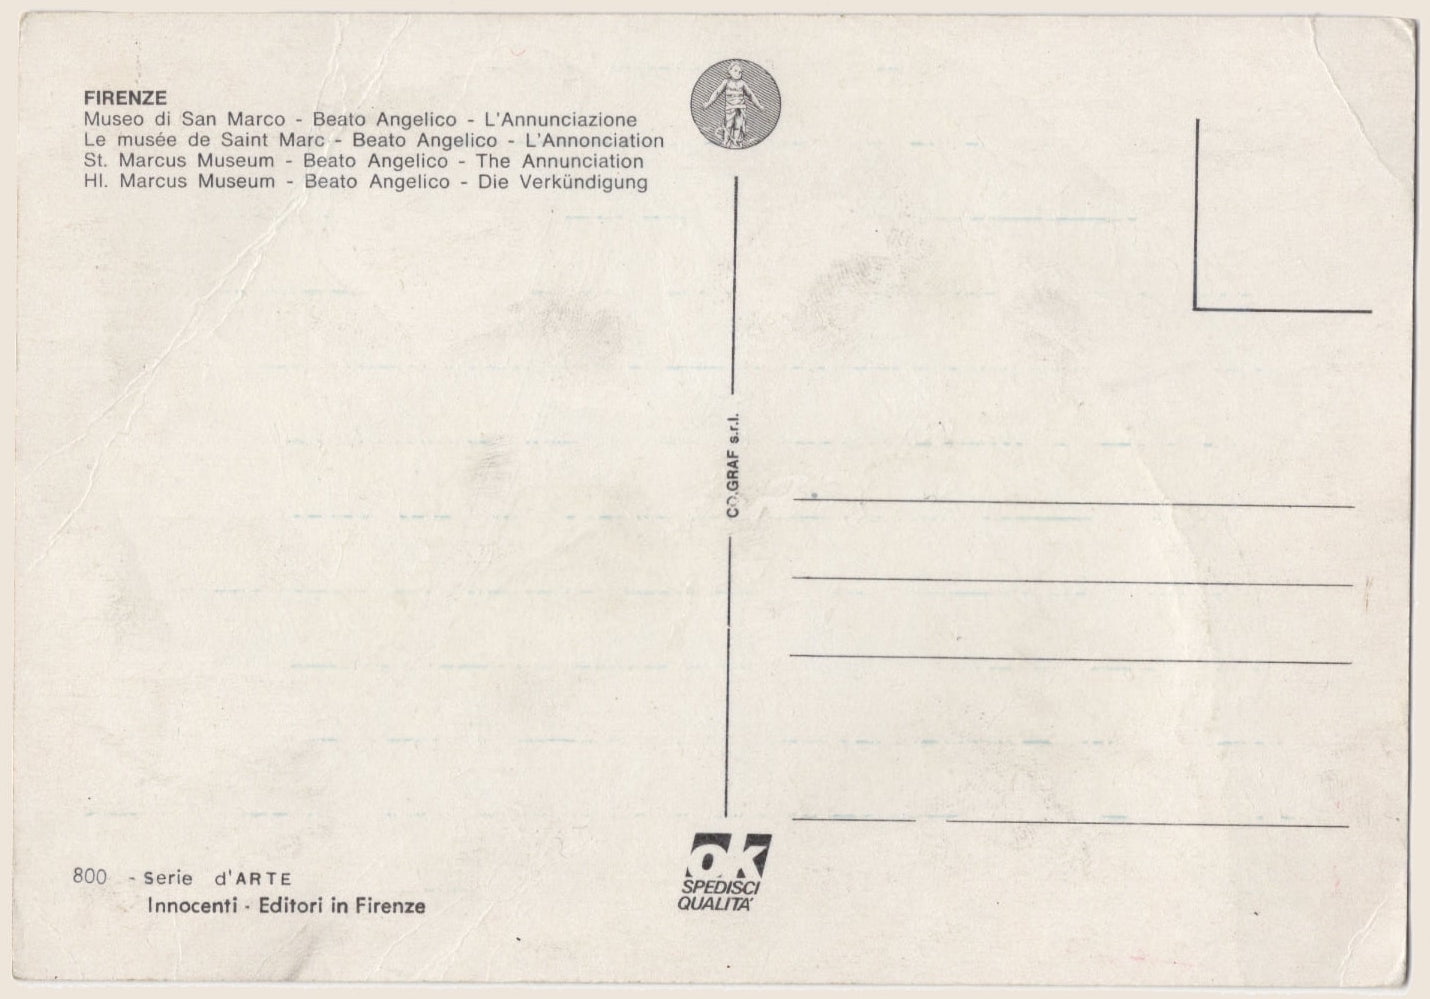 FIRENZE
Museo di San Marco - Beato Angelico - L'Annunciazione
Le musée de Saint Marc - Beato Angelico - L'Annonciation
St. Marcus Museum - Beato Angelico - The Annunciation
Hl. Marcus Museum - Beato Angelico - Die Verkündigung
CO.GRAF s.r.l.
800 - Serie d'ARTE
Innocenti - Editori in Firenze
OK
SPEDISCI
QUALITA'